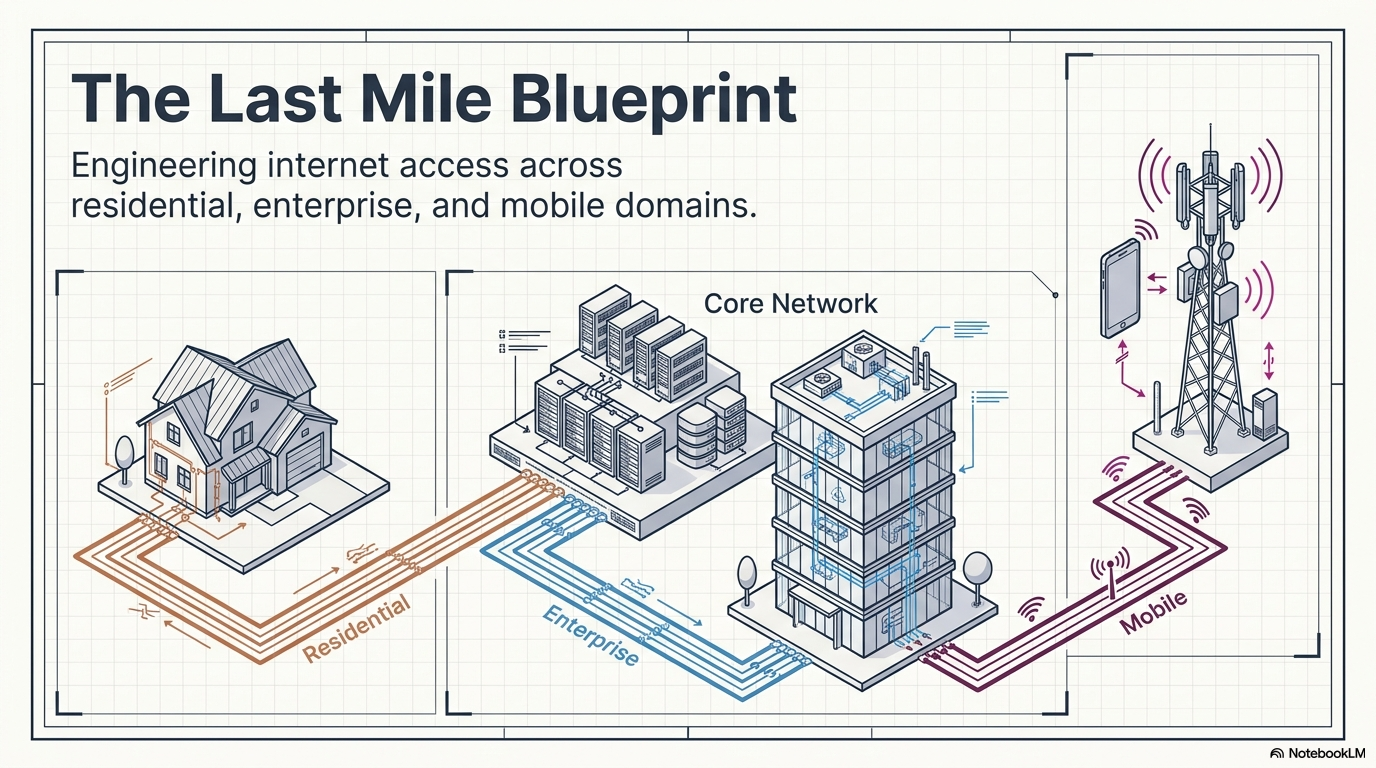 The Last Mile Blueprint
Engineering internet access across
residential, enterprise, and mobile domains.
Core Network
Residential
Enterprise
Mobile
NotebookLM